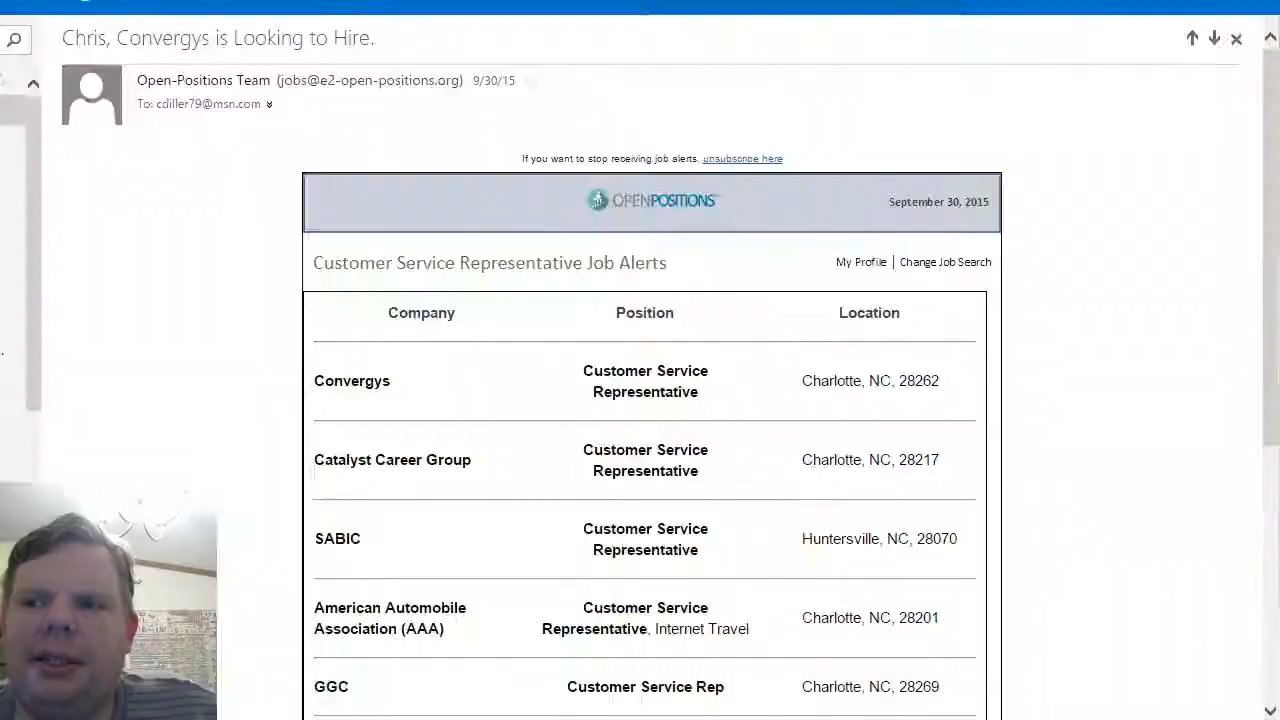 Chris, Convergys is Looking to Hire.
Open-Positions Team (jobs@e2-open-positions.org) 9/30/15
To: cdiller79@msn.com
If you want to stop receiving job alerts, unsubscribe here
OPENPOSITIONS
September 30, 2015
Customer Service Representative Job Alerts
My Profile | Change Job Search
Company Position Location
Convergys
Customer Service
Representative
Charlotte, NC, 28262
Catalyst Career Group
Customer Service
Representative
Charlotte, NC, 28217
SABIC
Customer Service
Representative
Huntersville, NC, 28070
American Automobile
Association (AAA)
Customer Service
Representative, Internet Travel
Charlotte, NC, 28201
GGC Customer Service Rep Charlotte, NC, 28269